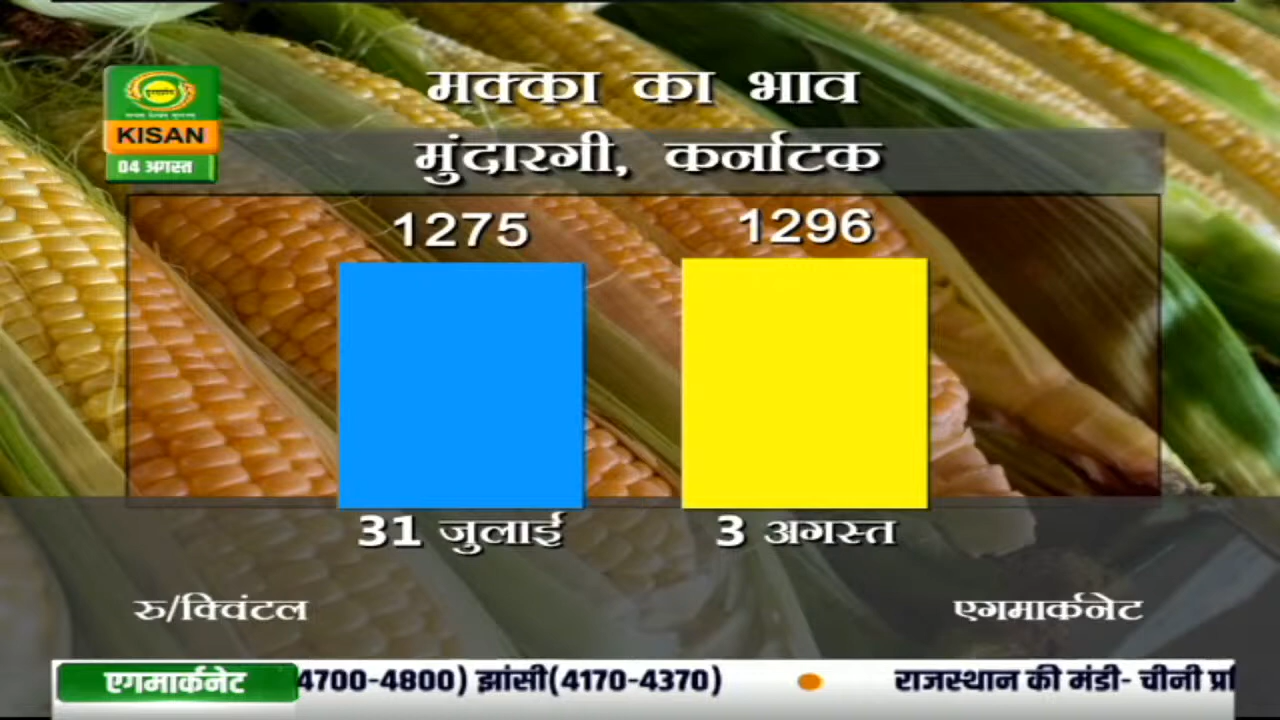 मक्का का भाव
KISAN
04 अगस्त
मुंदारगी, कर्नाटक
1275
1296
31 जुलाई
3 अगस्त
रु/क्विंटल
एगमार्कनेट
एगमार्कनेट
4700-4800) झांसी(4170-4370)
राजस्थान की मंडी- चीनी प्र